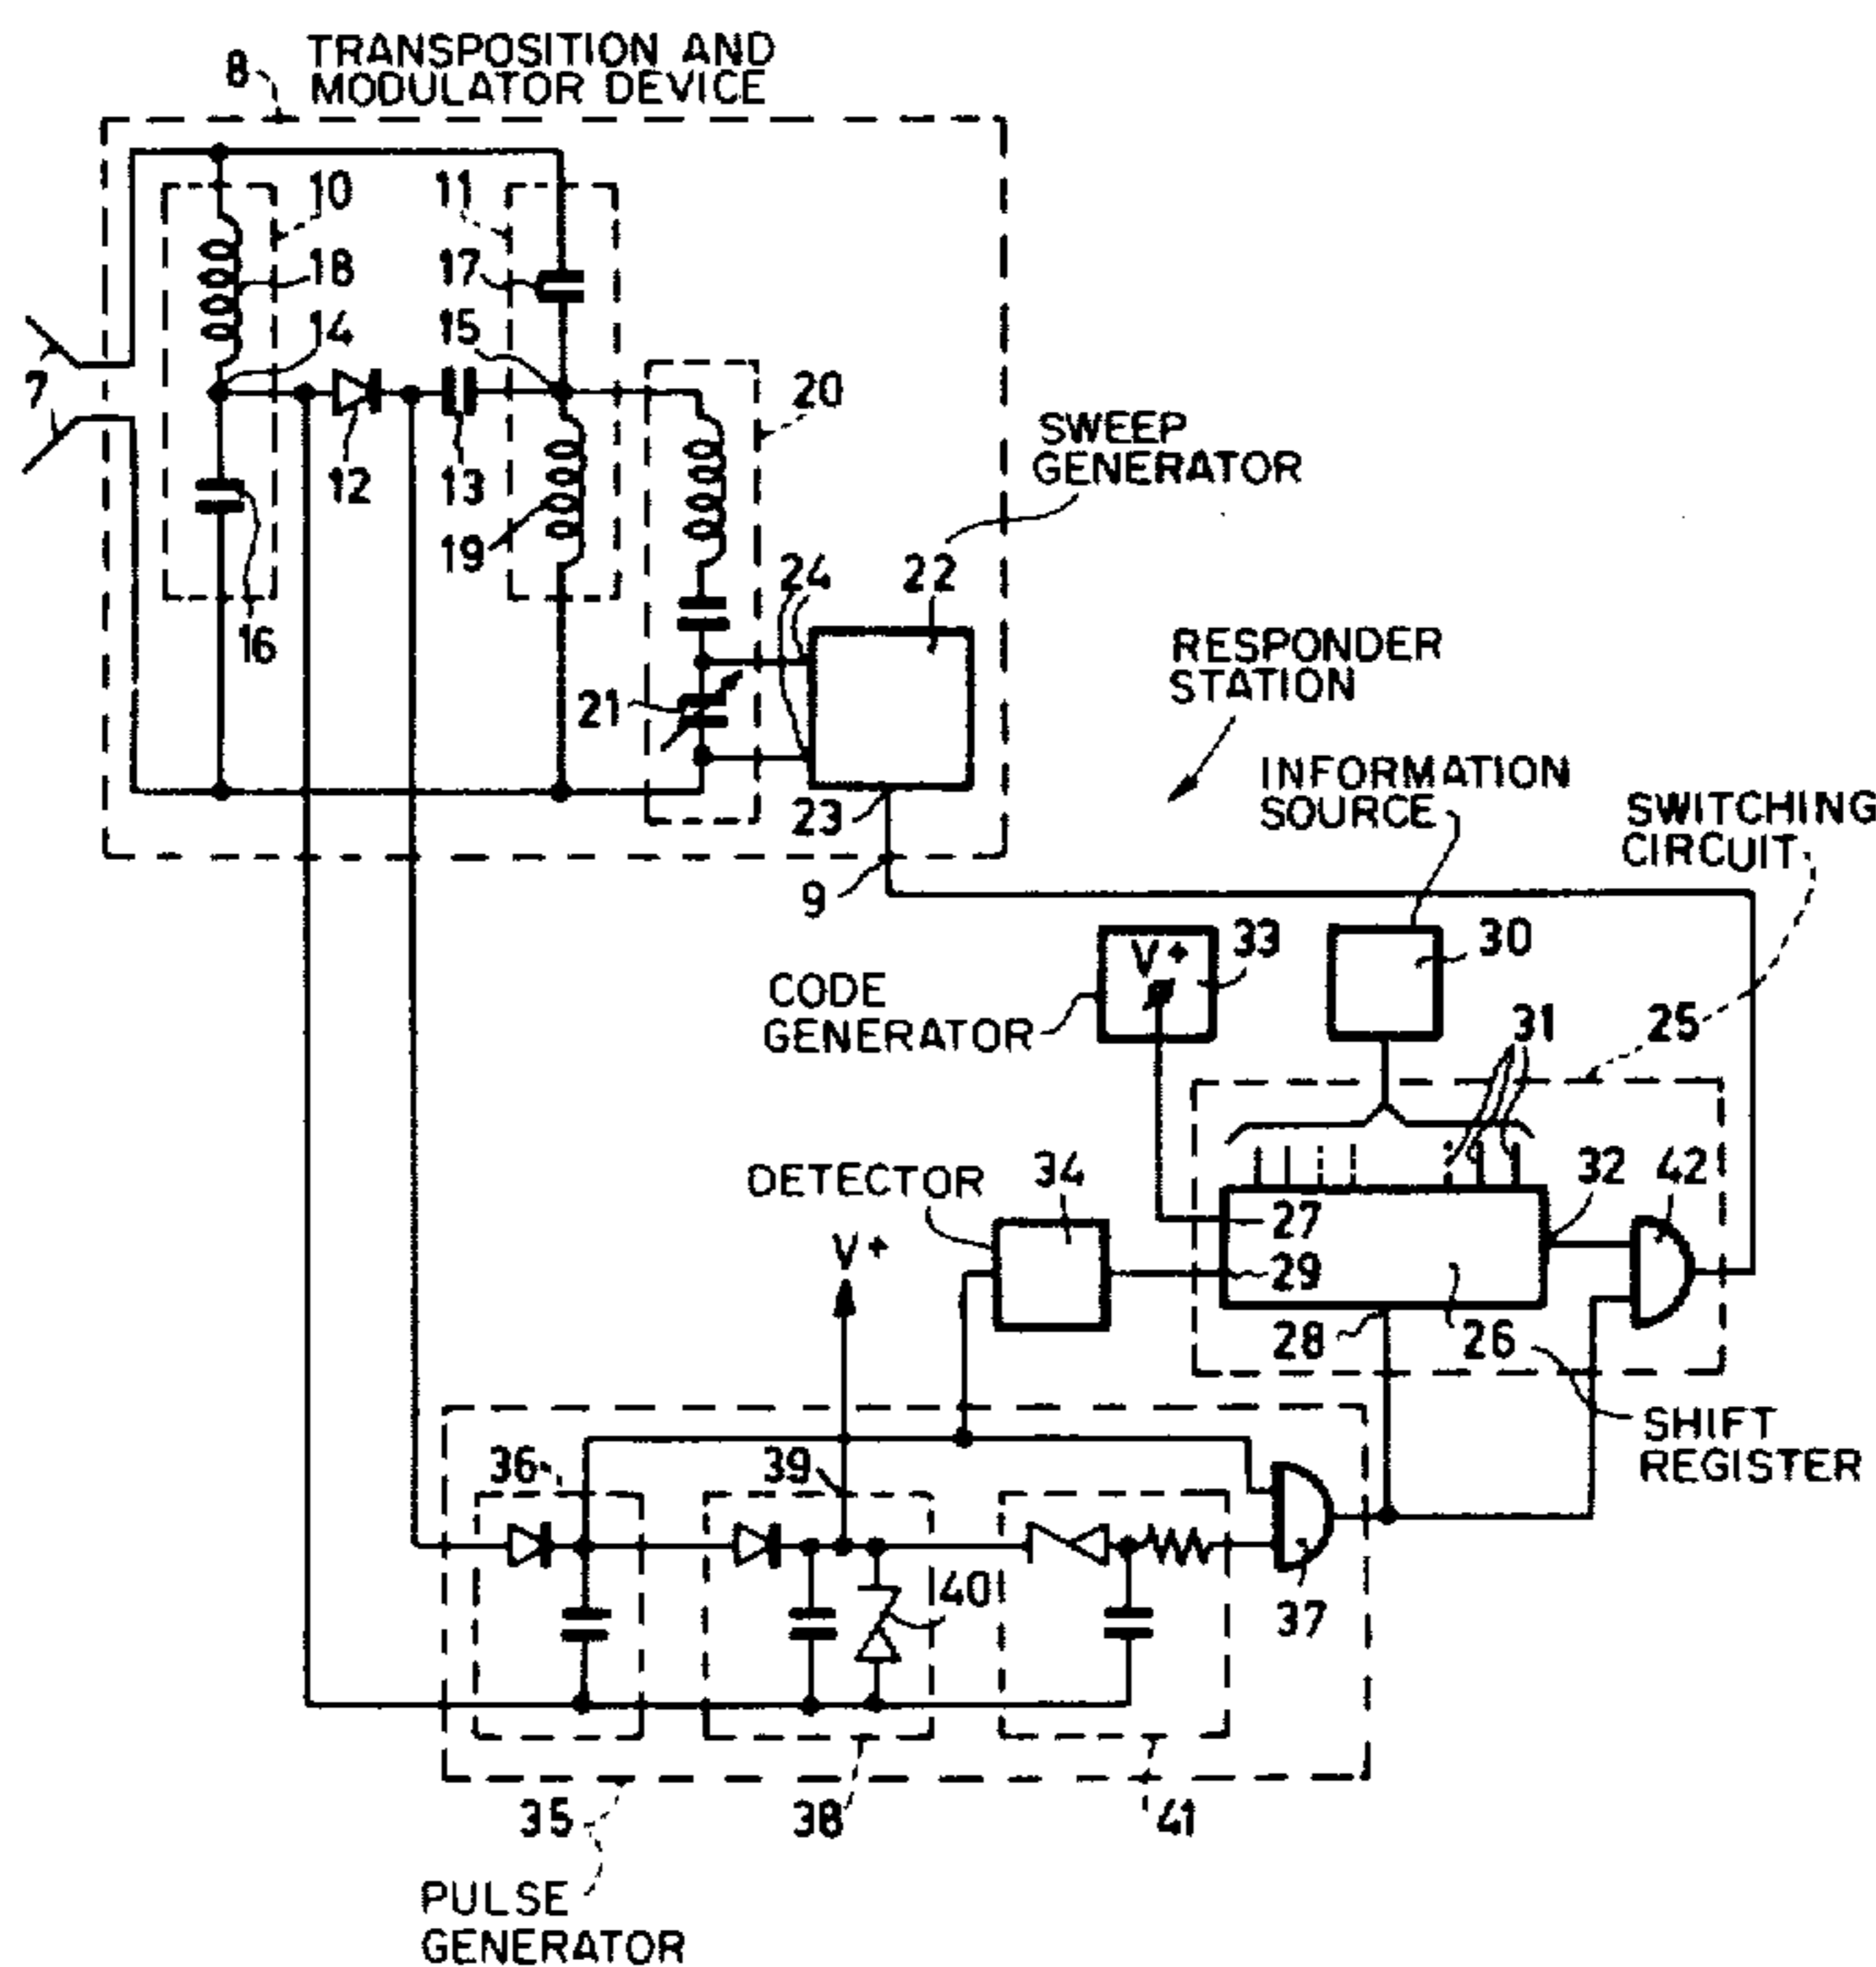 TRANSPOSITION AND
MODULATOR DEVICE
8
10
11
18
17
14
15
7
20
12
13
SWEEP
GENERATOR
19
24
22
16
RESPONDER
STATION
21
INFORMATION
SOURCE
23
SWITCHING
CIRCUIT
9
V+
33
30
CODE
GENERATOR
31
25
DETECTOR
34
32
42
27
V+
29
28
26
SHIFT
REGISTER
36
39
40
37
35
38
41
PULSE
GENERATOR